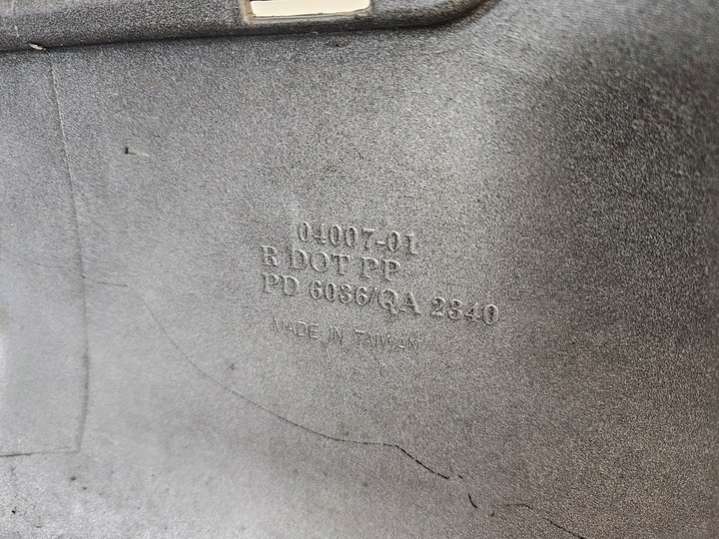 04007-01
R DOT PP
PD 6036/QA 2340
MADE IN TAIWAN